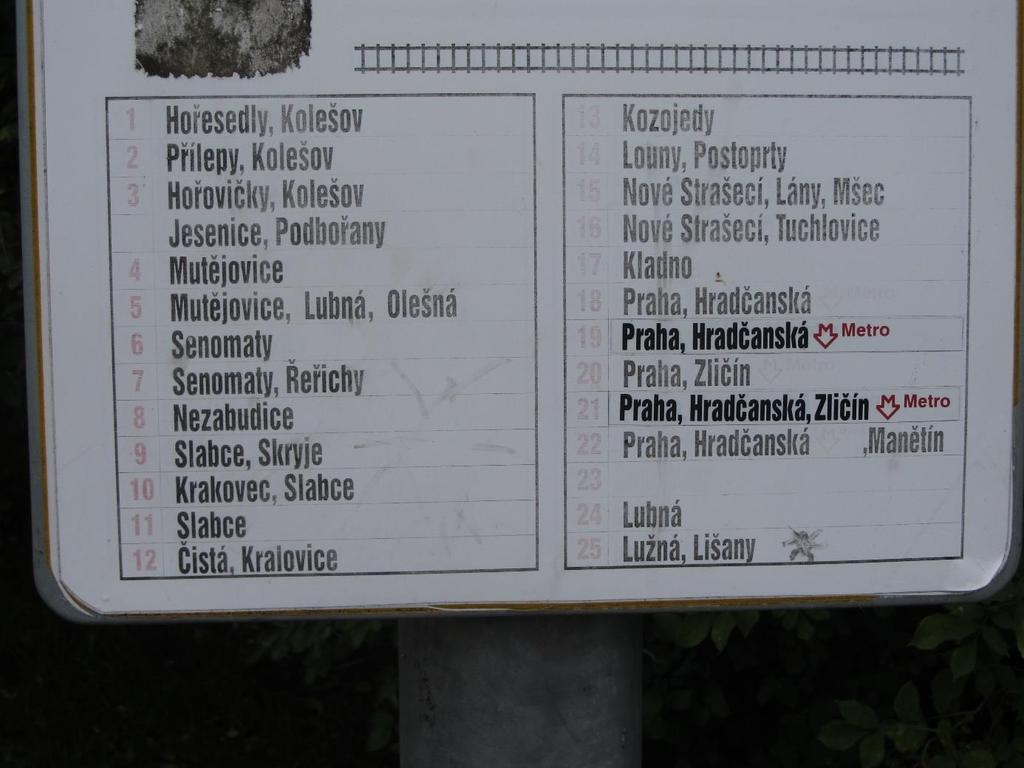 1 Hořesedly, Kolešov
2 Přílepy, Kolešov
3 Hořovičky, Kolešov
Jesenice, Podbořany
4 Mutějovice
5 Mutějovice, Lubná, Olešná
6 Senomaty
7 Senomaty, Řeřichy
8 Nezabudice
9 Slabce, Skryje
10 Krakovec, Slabce
11 Slabce
12 Čistá, Kralovice
13 Kozojedy
14 Louny, Postoprty
15 Nové Strašecí, Lány, Mšec
16 Nové Strašecí, Tuchlovice
17 Kladno
18 Praha, Hradčanská Metro
19 Praha, Hradčanská Metro
20 Praha, Zličín Metro
21 Praha, Hradčanská, Zličín Metro
22 Praha, Hradčanská ,Manětín
23
24 Lubná
25 Lužná, Lišany